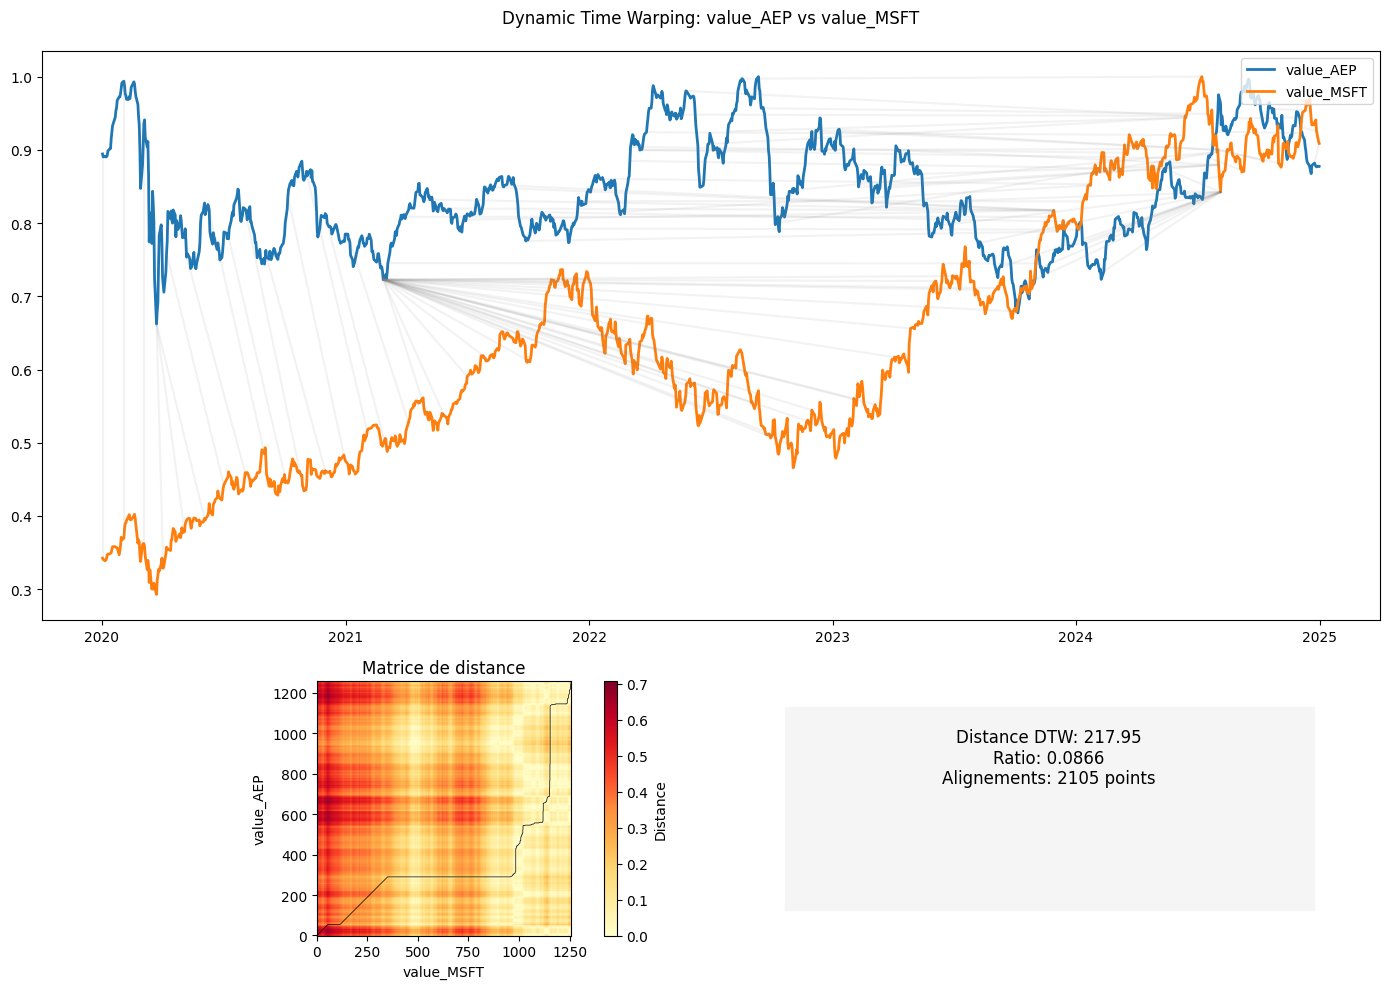 Dynamic Time Warping: value_AEP vs value_MSFT
value_AEP
value_MSFT
1.0
0.9
0.8
0.7
0.6
0.5
0.4
0.3
2020 2021 2022 2023 2024 2025
Matrice de distance
value_AEP
1200
1000
800
600
400
200
0
0 250 500 750 1000 1250
value_MSFT
0.7
0.6
0.5
0.4
0.3
0.2
0.1
0.0
Distance
Distance DTW: 217.95
Ratio: 0.0866
Alignements: 2105 points